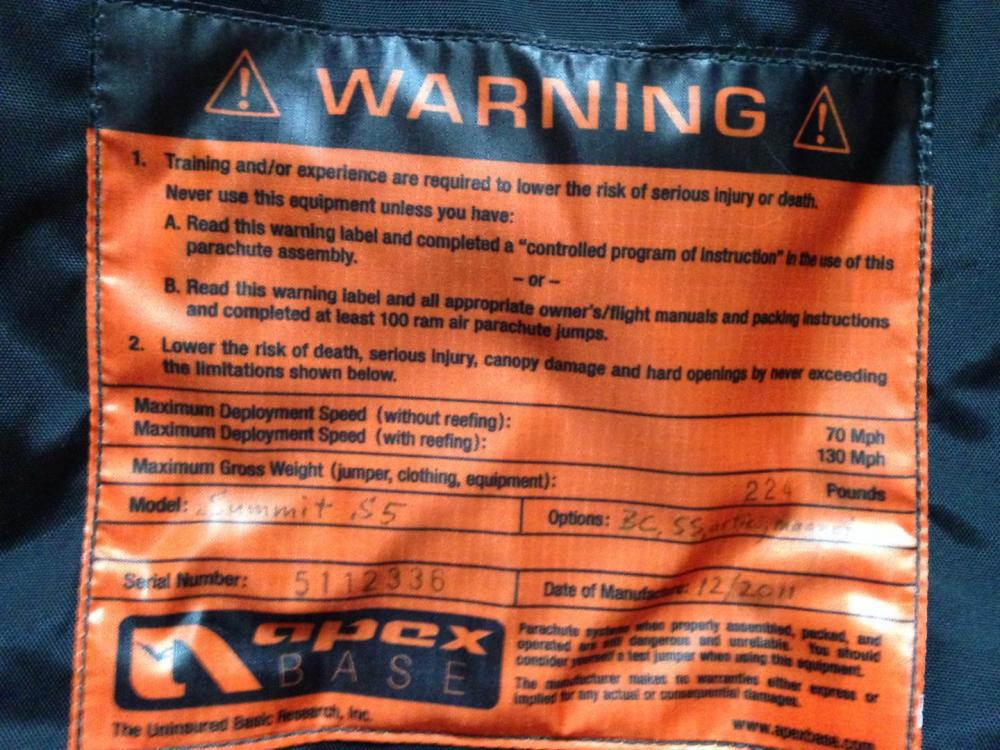 WARNING
1. Training and/or experience are required to lower the risk of serious injury or death.
Never use this equipment unless you have:
A. Read this warning label and completed a "controlled program of instruction" in the use of this
parachute assembly.
– or –
B. Read this warning label and all appropriate owner's/flight manuals and packing instructions
and completed at least 100 ram air parachute jumps.
2. Lower the risk of death, serious injury, canopy damage and hard openings by never exceeding
the limitations shown below.
Maximum Deployment Speed (without reefing): 70 Mph
Maximum Deployment Speed (with reefing): 130 Mph
Maximum Gross Weight (jumper, clothing, equipment): 224 Pounds
Model: Summit S5 Options: BC, SS,
Serial Number: 5112336 Date of Manufacture: 12/2011
apex
BASE
Parachute systems when properly assembled, packed, and
operated are still dangerous and unreliable. You should
consider yourself a test jumper when using this equipment.
The manufacturer makes no warranties either express or
implied for any actual or consequential damages.
The Uninsured Basic Research, Inc.
www.apexbase.com